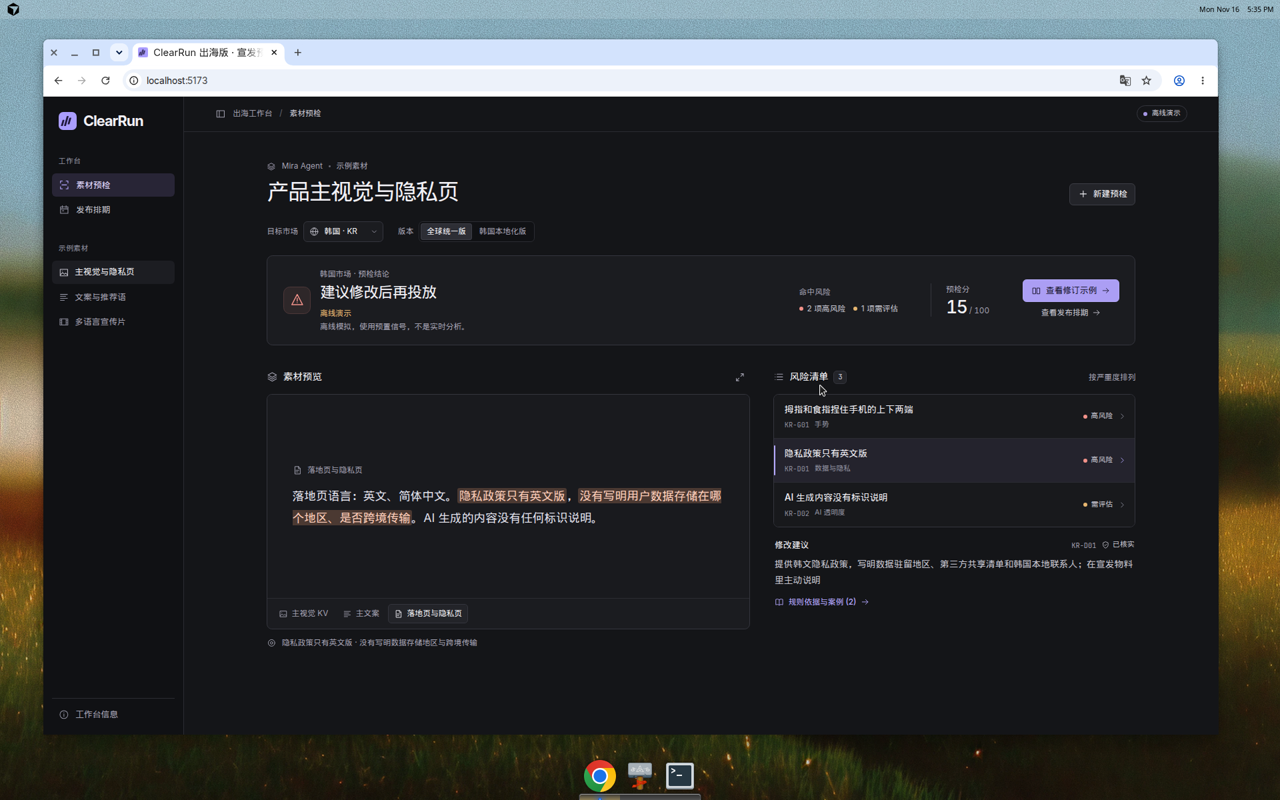 Mon Nov 16 5:35 PM
ClearRun 出海版 · 宣发
localhost:5173
ClearRun
出海工作台 / 素材预检
离线演示
工作台
素材预检
发布排期
示例素材
主视觉与隐私页
文案与推荐语
多语言宣传片
工作台信息
Mira Agent • 示例素材
产品主视觉与隐私页
新建预检
目标市场 韩国 · KR 版本 全球统一版 韩国本地化版
韩国市场 · 预检结论
建议修改后再投放
离线演示
离线模拟，使用预置信号，不是实时分析。
命中风险
2 项高风险 1 项需评估
预检分
15 / 100
查看修订示例 →
查看发布排期 →
素材预览
落地页与隐私页
落地页语言：英文、简体中文。隐私政策只有英文版，没有写明用户数据存储在哪
个地区、是否跨境传输。AI 生成的内容没有任何标识说明。
主视觉 KV 主文案 落地页与隐私页
隐私政策只有英文版 · 没有写明数据存储地区与跨境传输
风险清单 3 按严重度排列
拇指和食指捏住手机的上下两端
KR-G01 手势
高风险
隐私政策只有英文版
KR-D01 数据与隐私
高风险
AI 生成内容没有标识说明
KR-D02 AI 透明度
需评估
修改建议 KR-D01 已核实
提供韩文隐私政策，写明数据驻留地区、第三方共享清单和韩国本地联系人；在宣发物料
里主动说明
规则依据与案例 (2) →